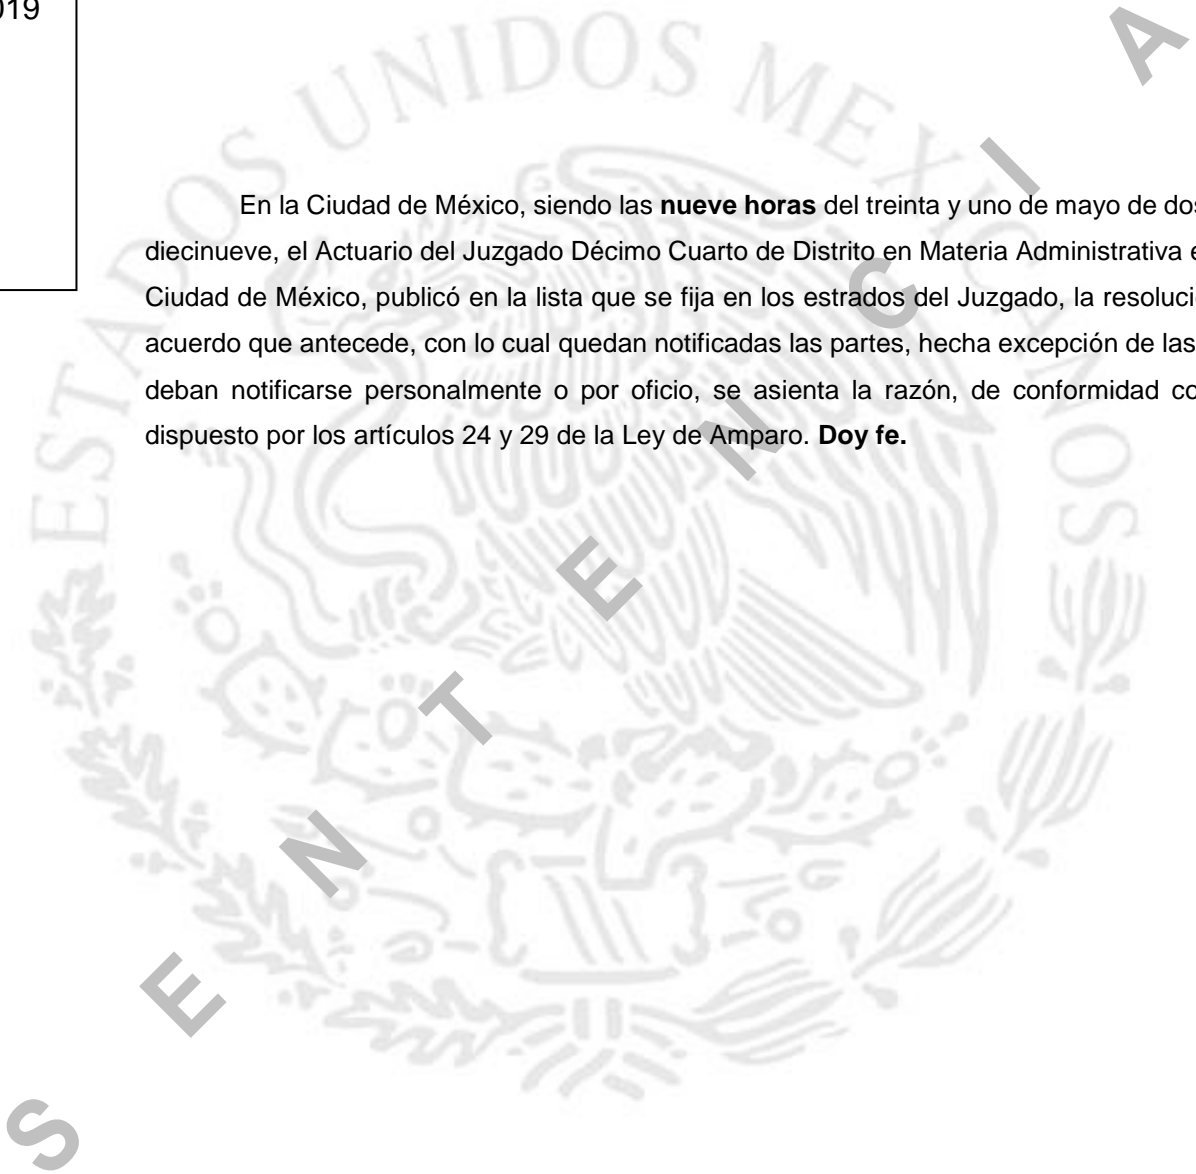 019
En la Ciudad de México, siendo las nueve horas del treinta y uno de mayo de dos
diecinueve, el Actuario del Juzgado Décimo Cuarto de Distrito en Materia Administrativa e
Ciudad de México, publicó en la lista que se fija en los estrados del Juzgado, la resoluci
acuerdo que antecede, con lo cual quedan notificadas las partes, hecha excepción de las
deban notificarse personalmente o por oficio, se asienta la razón, de conformidad co
dispuesto por los artículos 24 y 29 de la Ley de Amparo. Doy fe.
ESTADOS UNIDOS MEXICANOS
SENTENCIA